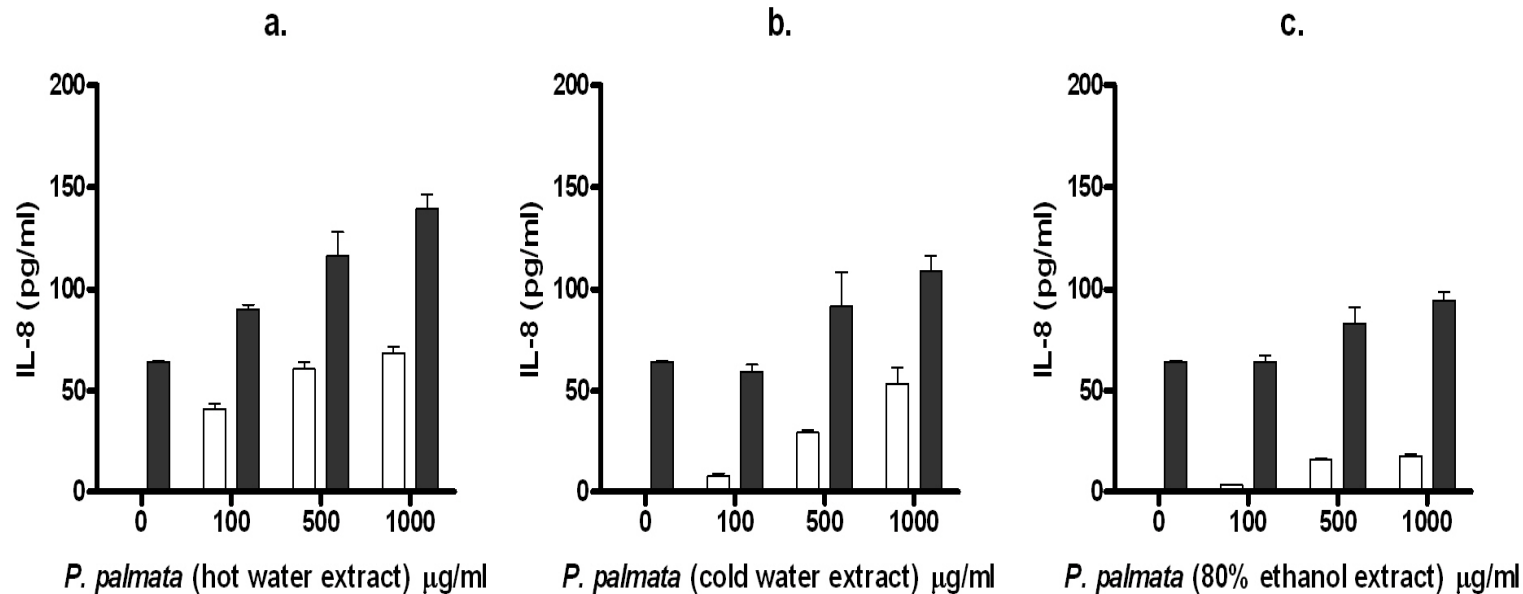 a.
200
150
100
50
0
IL-8 (pg/ml)
0 100 500 1000
P. palmata (hot water extract) μg/ml
b.
200
150
100
50
0
IL-8 (pg/ml)
0 100 500 1000
P. palmata (cold water extract) μg/ml
c.
200
150
100
50
0
IL-8 (pg/ml)
0 100 500 1000
P. palmata (80% ethanol extract) μg/ml